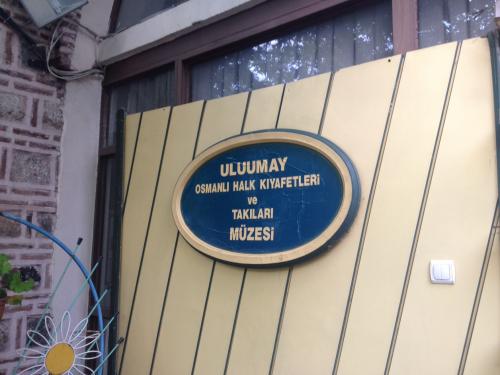 ULUUMAY
OSMANLI HALK KIYAFETLERİ
ve
TAKILARI
MÜZESİ